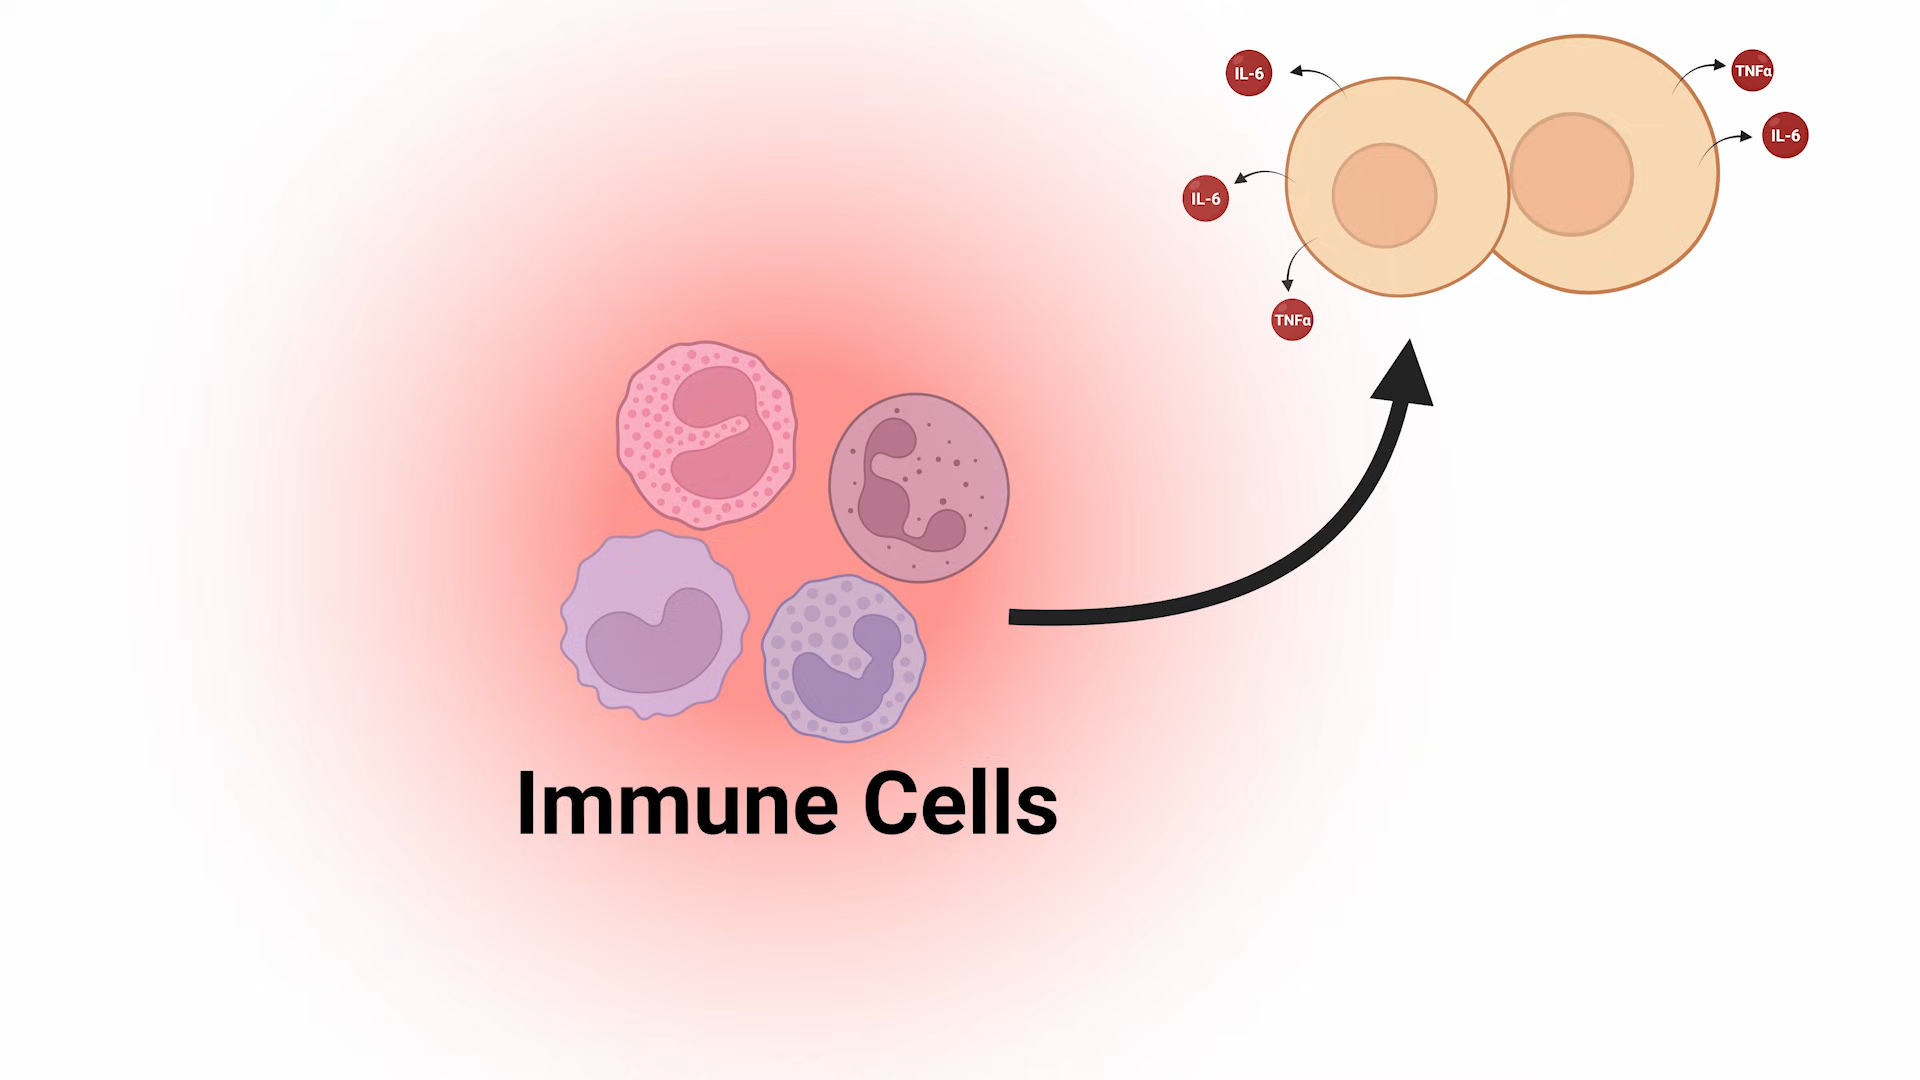 IL-6
TNFα
IL-6
IL-6
TNFα
Immune Cells